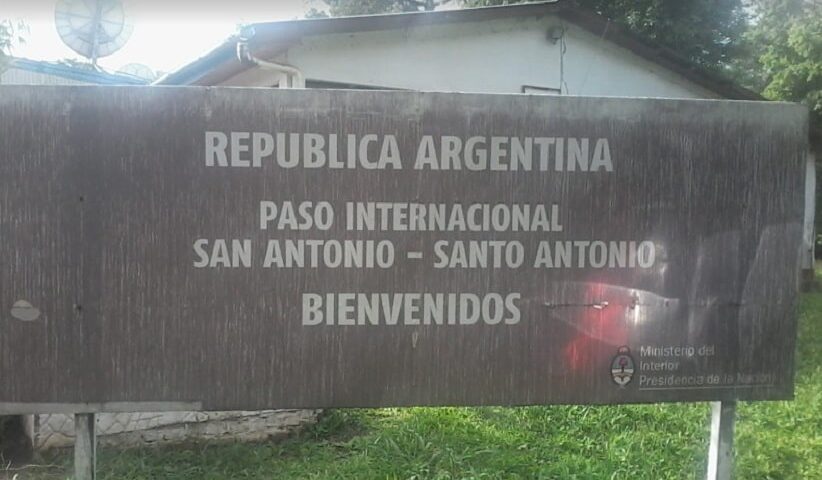 REPUBLICA ARGENTINA
PASO INTERNACIONAL
SAN ANTONIO - SANTO ANTONIO
BIENVENIDOS
Ministerio del
Interior
Presidencia de la Nación